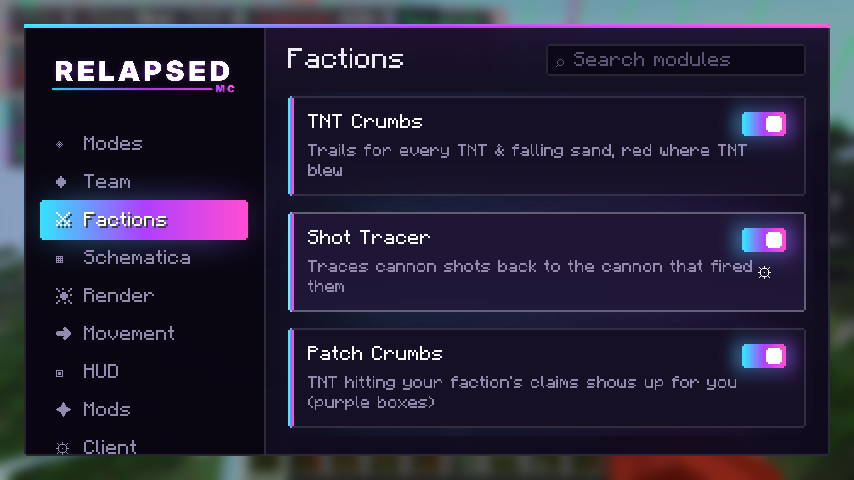 RELAPSED
MC
Modes
Team
Factions
Schematica
Render
Movement
HUD
Mods
Client
Factions
Search modules
TNT Crumbs
Trails for every TNT & falling sand, red where TNT
blew
Shot Tracer
Traces cannon shots back to the cannon that fired
them
Patch Crumbs
TNT hitting your faction's claims shows up for you
(purple boxes)